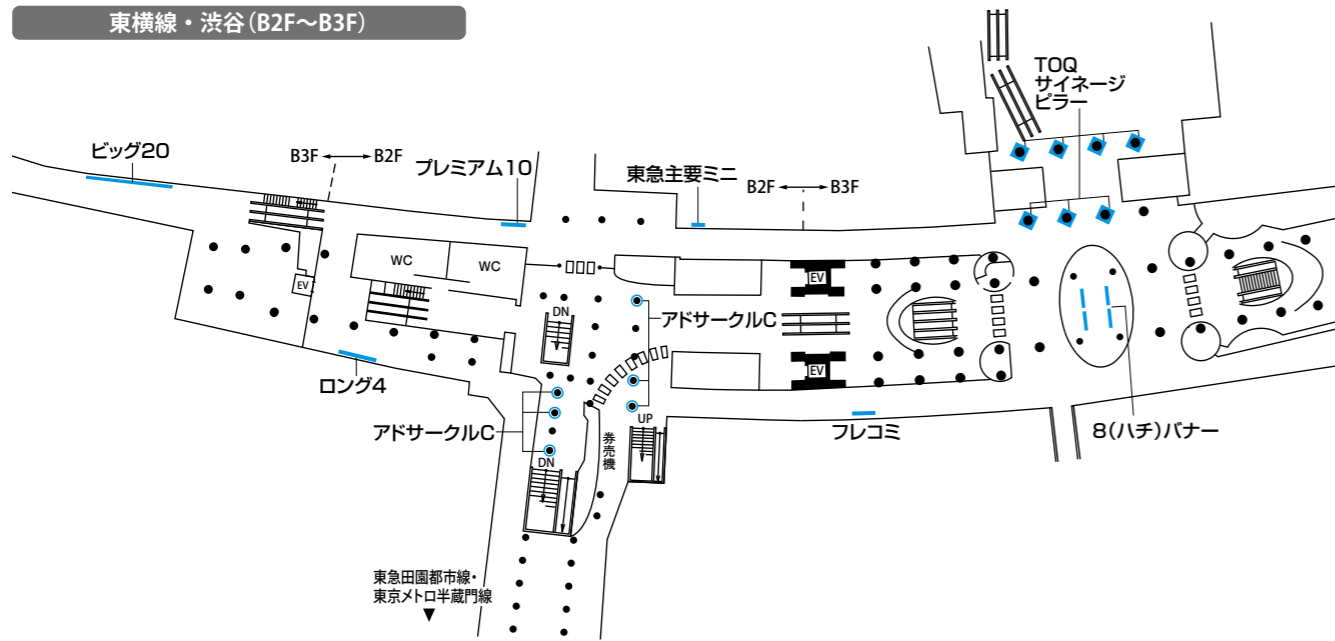 東横線・渋谷(B2F〜B3F)
TOQ
サイネージ
ピラー
ビッグ20
B3F
B2F
プレミアム10
東急主要ミニ
B2F
B3F
WC
WC
EV
EV
DN
アドサークルC
ロング4
EV
アドサークルC
UP
フレコミ
8(ハチ)バナー
券売機
DN
東急田園都市線・
東京メトロ半蔵門線